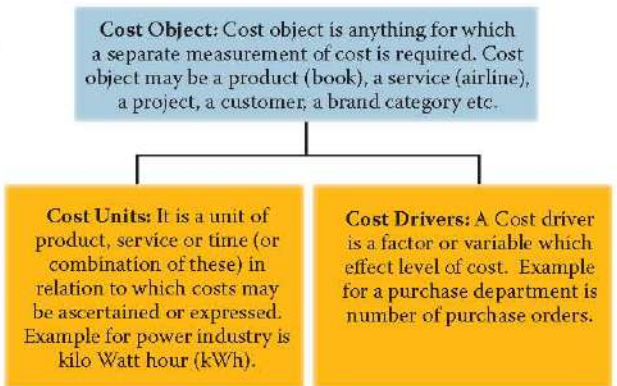 Cost Object: Cost object is anything for which
a separate measurement of cost is required. Cost
object may be a product (book), a service (airline),
a project, a customer, a brand category etc.
Cost Units: It is a unit of
product, service or time (or
combination of these) in
relation to which costs may
be ascertained or expressed.
Example for power industry is
kilo Watt hour (kWh).
Cost Drivers: A Cost driver
is a factor or variable which
effect level of cost. Example
for a purchase department is
number of purchase orders.